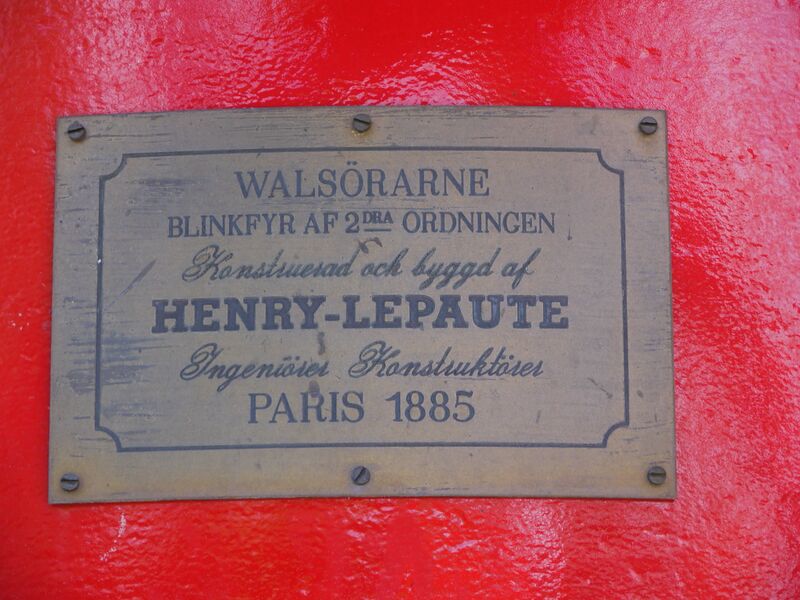 WALSÖRARNE
BLINKFYR AF 2DRA ORDNINGEN
Konstruerad och byggd af
HENRY-LEPAUTE
Ingeniörer Konstruktörer
PARIS 1885